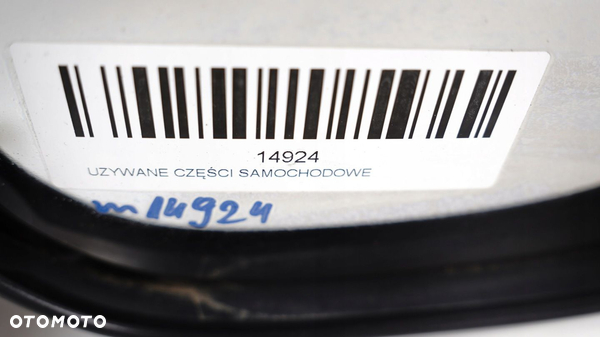 14924
UZYWANE CZĘŚCI SAMOCHODOWE
m14924
OTOMOTO